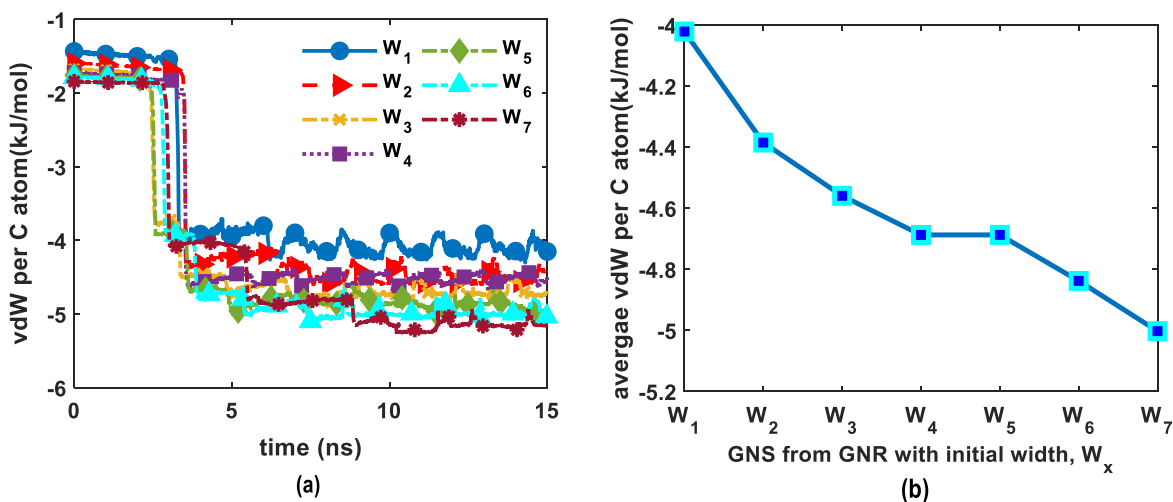 -1
-2
-3
-4
-5
-6
vdW per C atom(kJ/mol)
W1
W2
W3
W4
W5
W6
W7
0
5
10
15
time (ns)
(a)
-4
-4.2
-4.4
-4.6
-4.8
-5
-5.2
avergae vdW per C atom(kJ/mol)
W1 W2 W3 W4 W5 W6 W7
GNS from GNR with initial width, Wx
(b)